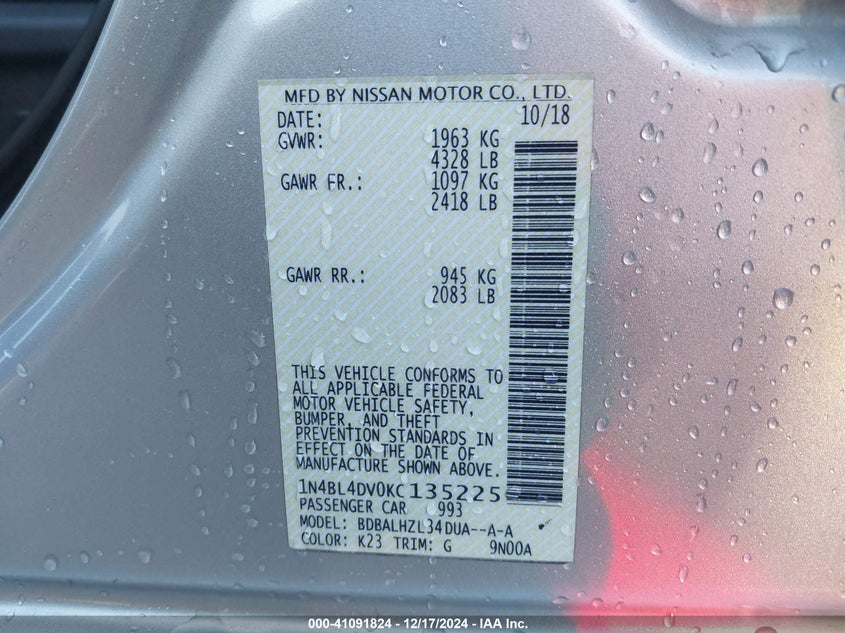 MFD BY NISSAN MOTOR CO., LTD.
DATE: 10/18
GVWR: 1963 KG
4328 LB
GAWR FR.: 1097 KG
2418 LB
GAWR RR.: 945 KG
2083 LB
THIS VEHICLE CONFORMS TO
ALL APPLICABLE FEDERAL
MOTOR VEHICLE SAFETY,
BUMPER, AND THEFT
PREVENTION STANDARDS IN
EFFECT ON THE DATE OF
MANUFACTURE SHOWN ABOVE.
1N4BL4DV0KC135225
PASSENGER CAR 993
MODEL: BDBALHZL34DUA--A-A
COLOR: K23 TRIM: G 9N00A
000-41091824 - 12/17/2024 - IAA Inc.